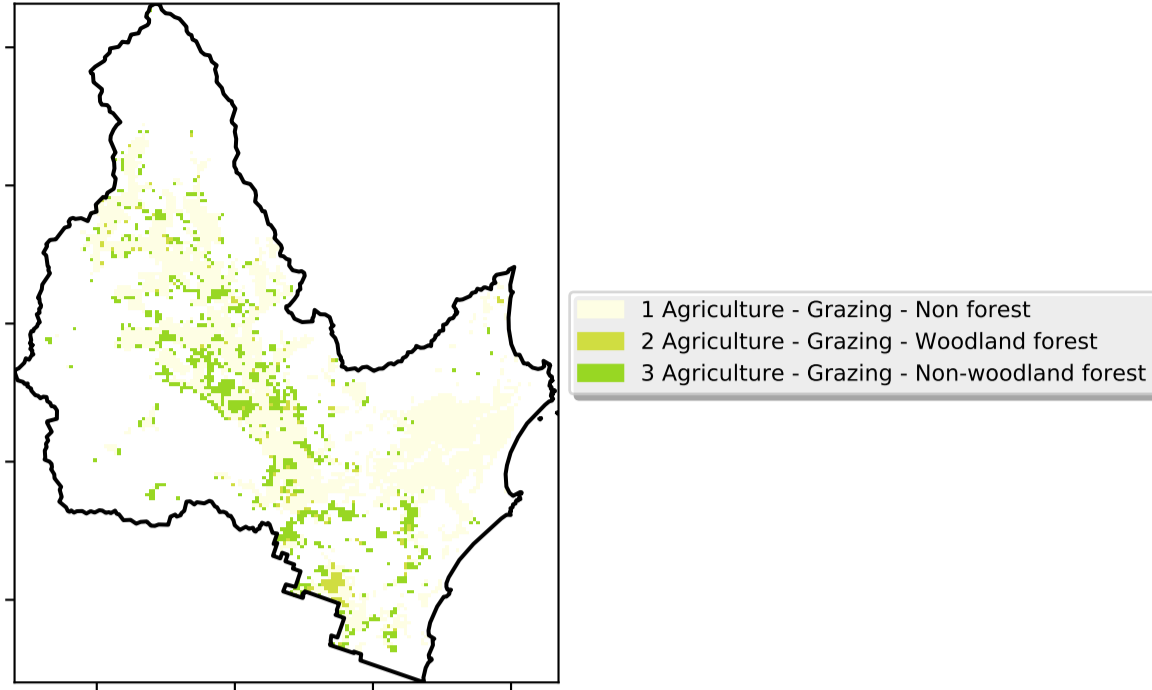 1 Agriculture - Grazing - Non forest
2 Agriculture - Grazing - Woodland forest
3 Agriculture - Grazing - Non-woodland forest